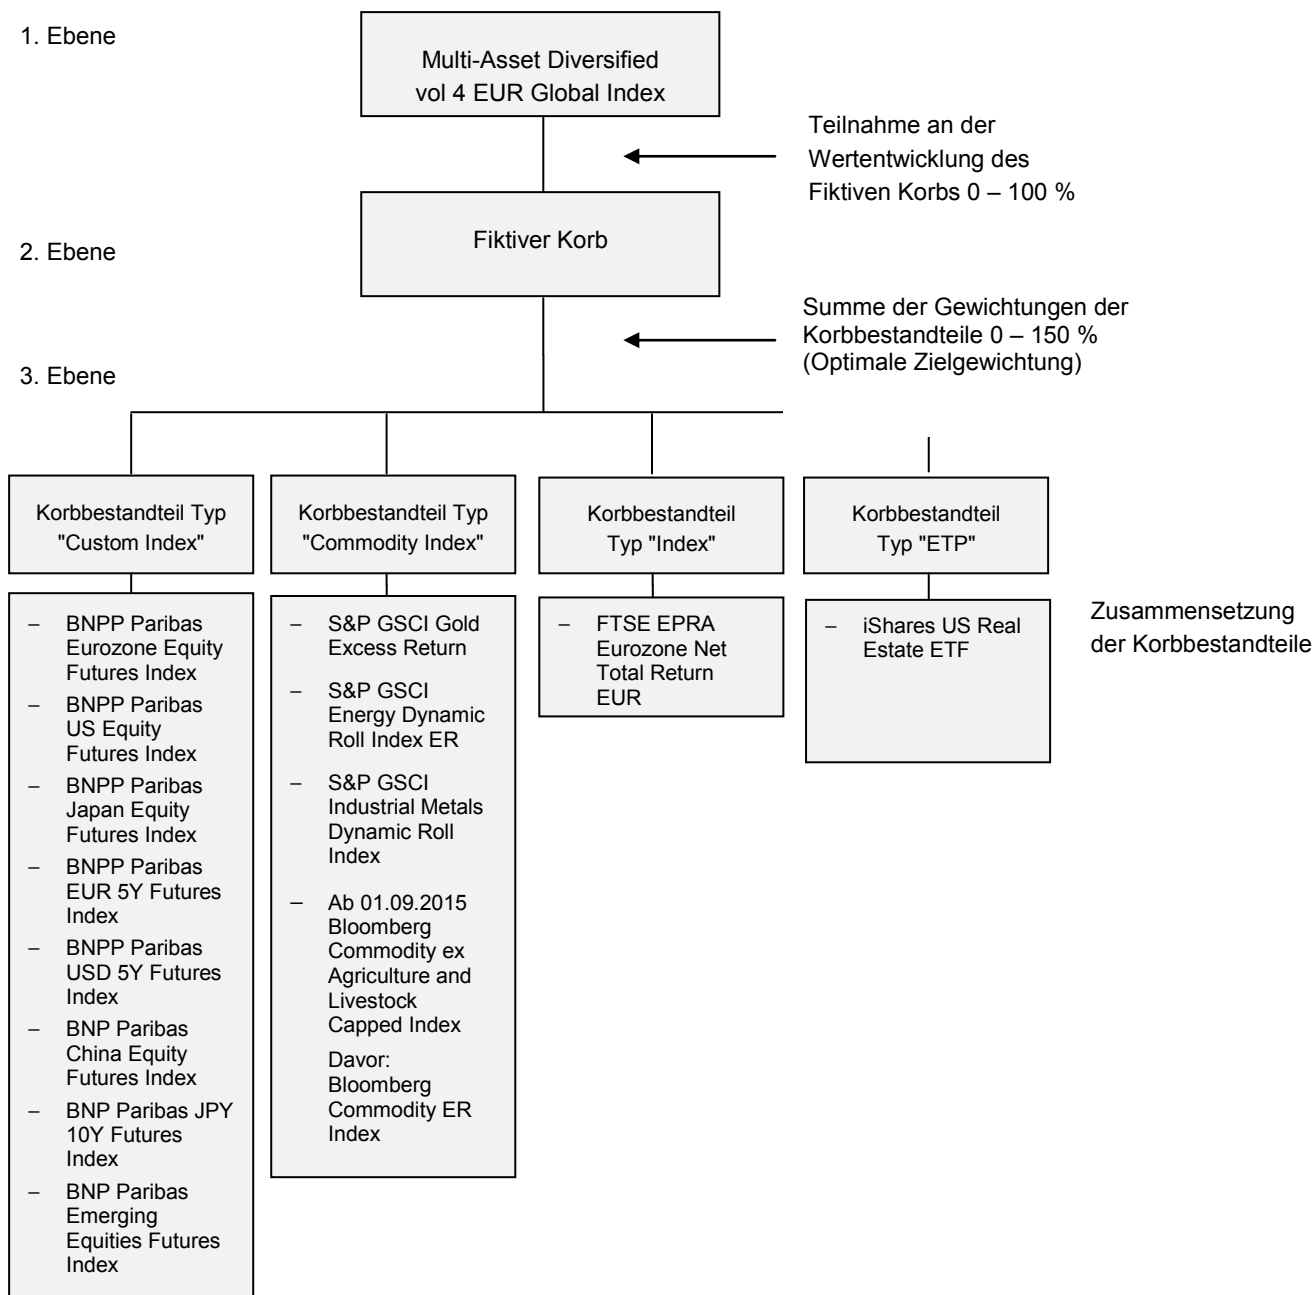 1. Ebene
Multi-Asset Diversified
vol 4 EUR Global Index
Teilnahme an der
Wertentwicklung des
Fiktiven Korbs 0 – 100 %
2. Ebene
Fiktiver Korb
Summe der Gewichtungen der
Korbbestandteile 0 – 150 %
(Optimale Zielgewichtung)
3. Ebene
Korbbestandteil Typ
"Custom Index"
Korbbestandteil Typ
"Commodity Index"
Korbbestandteil
Typ "Index"
Korbbestandteil
Typ "ETP"
– BNPP Paribas
Eurozone Equity
Futures Index
– BNPP Paribas
US Equity
Futures Index
– BNPP Paribas
Japan Equity
Futures Index
– BNPP Paribas
EUR 5Y Futures
Index
– BNPP Paribas
USD 5Y Futures
Index
– BNP Paribas
China Equity
Futures Index
– BNP Paribas JPY
10Y Futures
Index
– BNP Paribas
Emerging
Equities Futures
Index
– S&P GSCI Gold
Excess Return
– S&P GSCI
Energy Dynamic
Roll Index ER
– S&P GSCI
Industrial Metals
Dynamic Roll
Index
– Ab 01.09.2015
Bloomberg
Commodity ex
Agriculture and
Livestock
Capped Index
Davor:
Bloomberg
Commodity ER
Index
– FTSE EPRA
Eurozone Net
Total Return
EUR
– iShares US Real
Estate ETF
Zusammensetzung
der Korbbestandteile